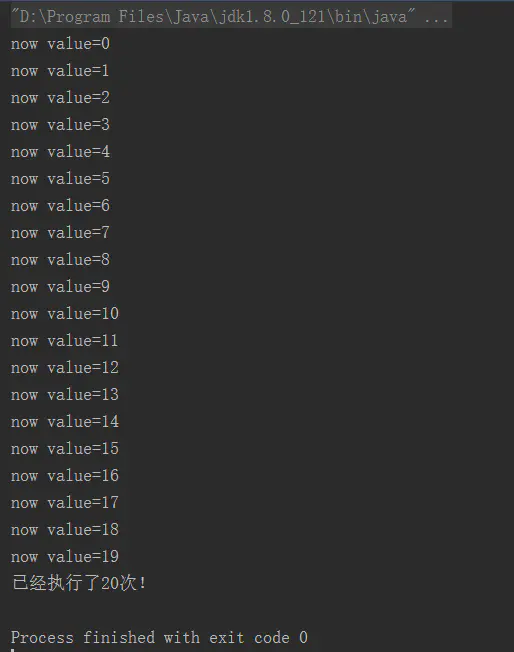 "D:\Program Files\Java\jdk1.8.0_121\bin\java" ...
now value=0
now value=1
now value=2
now value=3
now value=4
now value=5
now value=6
now value=7
now value=8
now value=9
now value=10
now value=11
now value=12
now value=13
now value=14
now value=15
now value=16
now value=17
now value=18
now value=19
已经执行了20次！
Process finished with exit code 0